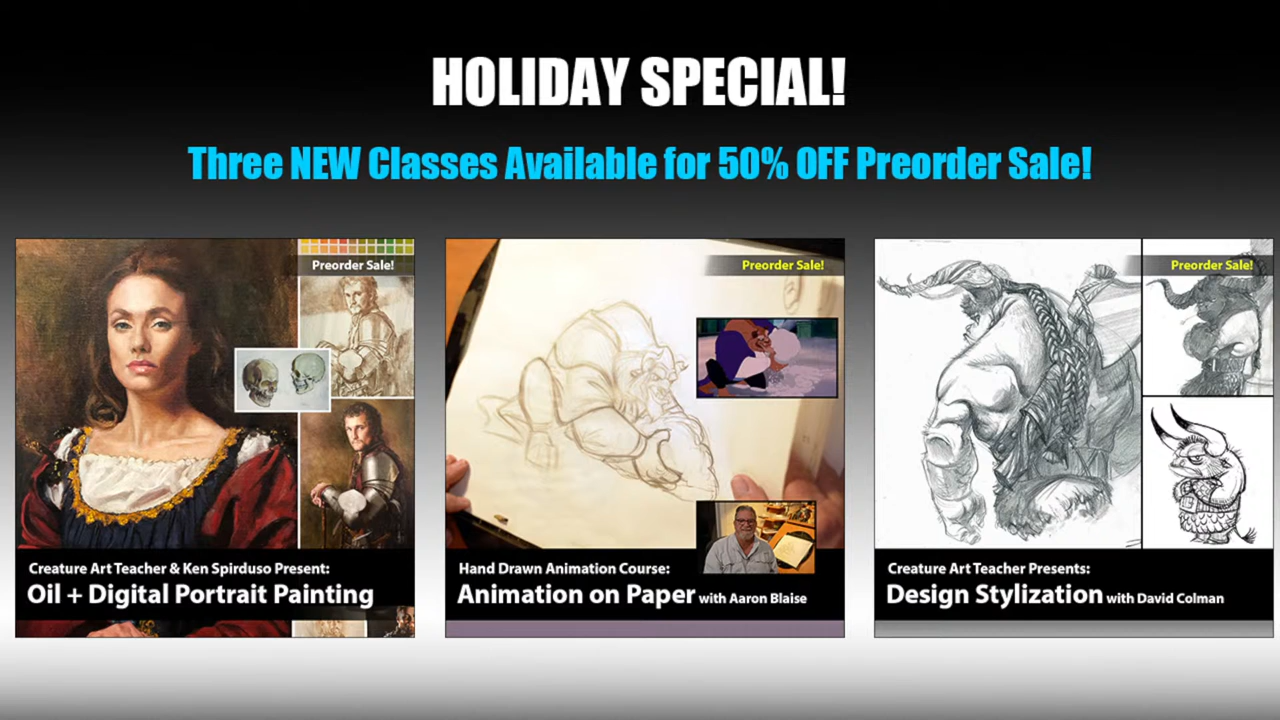 HOLIDAY SPECIAL!
Three NEW Classes Available for 50% OFF Preorder Sale!
Preorder Sale!
Creature Art Teacher & Ken Spirduso Present:
Oil + Digital Portrait Painting
Preorder Sale!
Hand Drawn Animation Course:
Animation on Paper with Aaron Blaise
Preorder Sale!
Creature Art Teacher Presents:
Design Stylization with David Colman